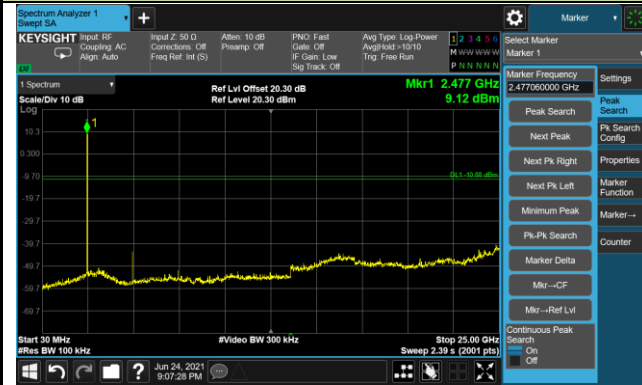 Spectrum Analyzer 1
Swept SA
+
Marker
KEYSIGHT
Input: RF
Coupling: AC
Align: Auto
Input Z: 50 Ω
Corrections: Off
Freq Ref: Int (S)
Atten: 10 dB
Preamp: Off
PNO: Fast
Gate: Off
IF Gain: Low
Sig Track: Off
Avg Type: Log-Power
Avg|Hold:>10/10
Trig: Free Run
1 2 3 4 5 6
M W W W W W
P N N N N N
Select Marker
Marker 1
1 Spectrum
Scale/Div 10 dB
Log
Ref Lvl Offset 20.30 dB
Ref Level 20.30 dBm
Mkr1 2.477 GHz
9.12 dBm
1
10.3
0.300
-9.70
-19.7
-29.7
-39.7
-49.7
-59.7
-69.7
Start 30 MHz
#Res BW 100 kHz
#Video BW 300 kHz
Stop 25.00 GHz
Sweep 2.39 s (2001 pts)
Marker Frequency
2.477060000 GHz
Peak Search
Next Peak
Next Pk Right
Next Pk Left
Minimum Peak
Pk-Pk Search
Marker Delta
Mkr→CF
Mkr→Ref Lvl
Continuous Peak
Search
On
Off
Settings
Peak
Search
Pk Search
Config
Properties
Marker
Function
Marker→
Counter
?
Jun 24, 2021
9:07:28 PM